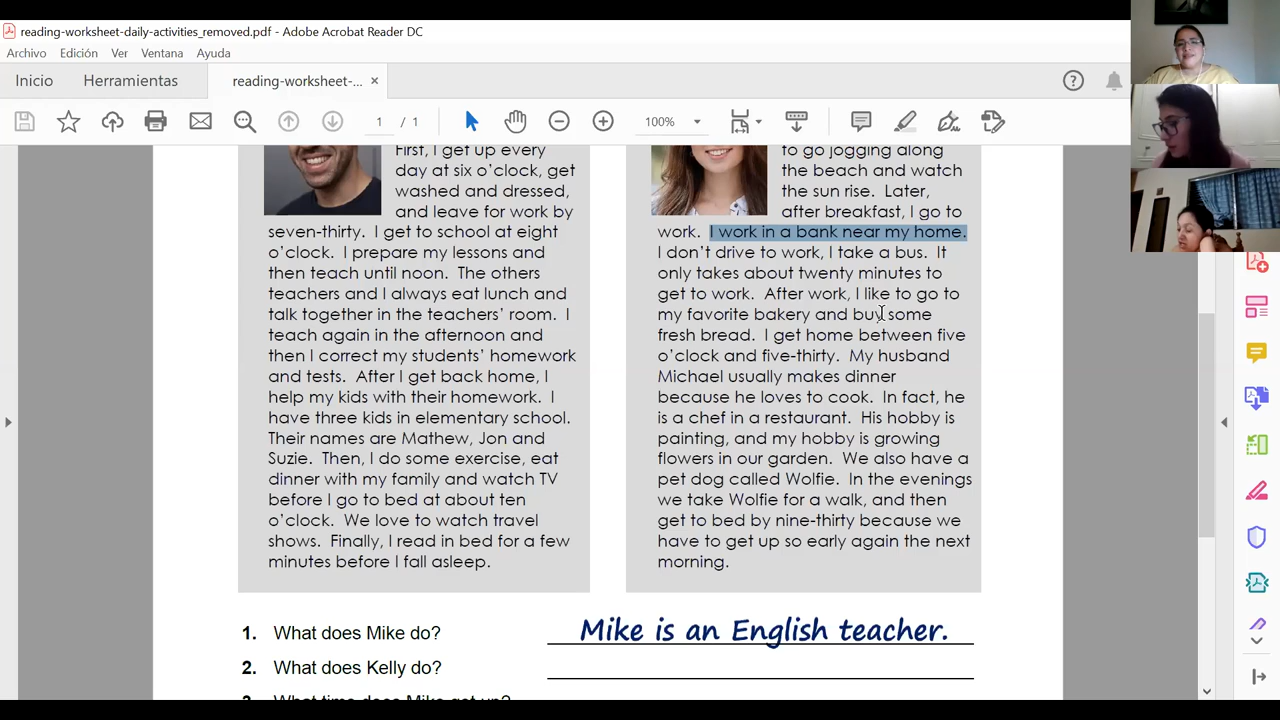 reading-worksheet-daily-activities_removed.pdf - Adobe Acrobat Reader DC
Archivo Edición Ver Ventana Ayuda
Inicio Herramientas reading-worksheet-... ×
1 / 1 100%
First, I get up every
day at six o'clock, get
washed and dressed,
and leave for work by
seven-thirty. I get to school at eight
o'clock. I prepare my lessons and
then teach until noon. The others
teachers and I always eat lunch and
talk together in the teachers' room. I
teach again in the afternoon and
then I correct my students' homework
and tests. After I get back home, I
help my kids with their homework. I
have three kids in elementary school.
Their names are Mathew, Jon and
Suzie. Then, I do some exercise, eat
dinner with my family and watch TV
before I go to bed at about ten
o'clock. We love to watch travel
shows. Finally, I read in bed for a few
minutes before I fall asleep.
to go jogging along
the beach and watch
the sun rise. Later,
after breakfast, I go to
work. I work in a bank near my home.
I don't drive to work, I take a bus. It
only takes about twenty minutes to
get to work. After work, I like to go to
my favorite bakery and buy some
fresh bread. I get home between five
o'clock and five-thirty. My husband
Michael usually makes dinner
because he loves to cook. In fact, he
is a chef in a restaurant. His hobby is
painting, and my hobby is growing
flowers in our garden. We also have a
pet dog called Wolfie. In the evenings
we take Wolfie for a walk, and then
get to bed by nine-thirty because we
have to get up so early again the next
morning.
1. What does Mike do? Mike is an English teacher.
2. What does Kelly do?
3. What time does Mike get up?